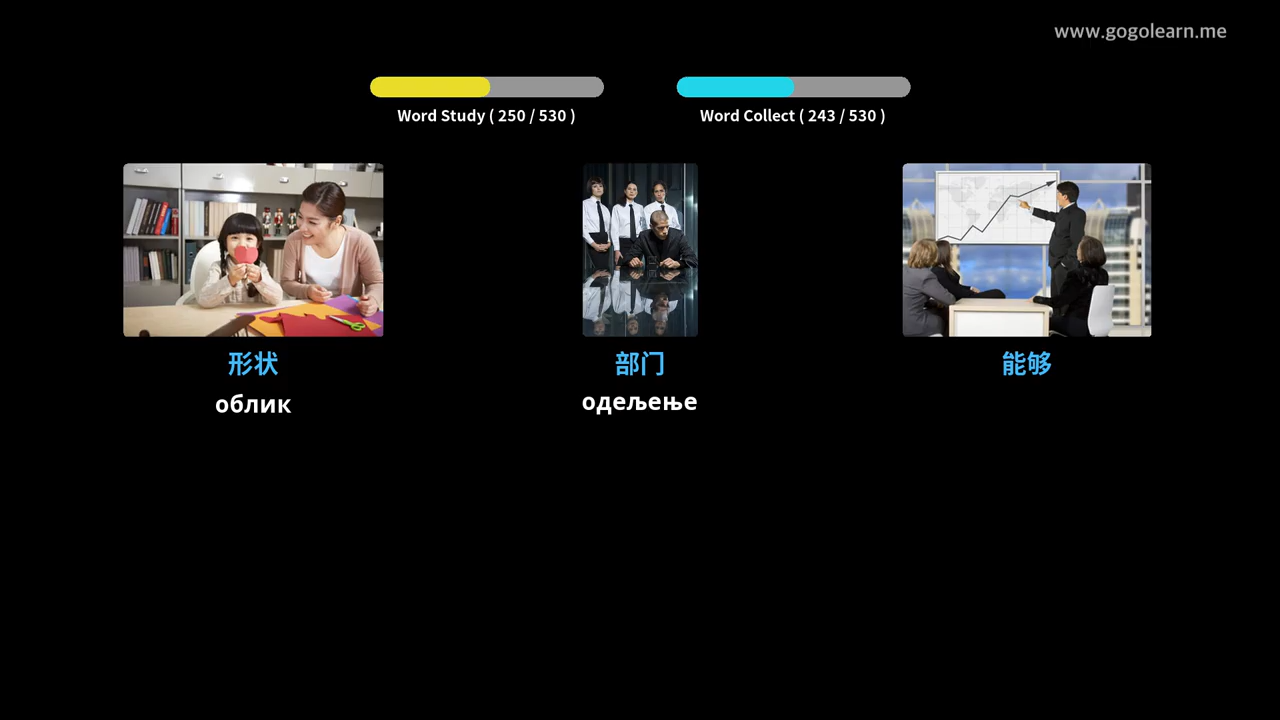 www.gogolearn.me
Word Study ( 250 / 530 )
Word Collect ( 243 / 530 )
形状
部门
能够
облик
одељење